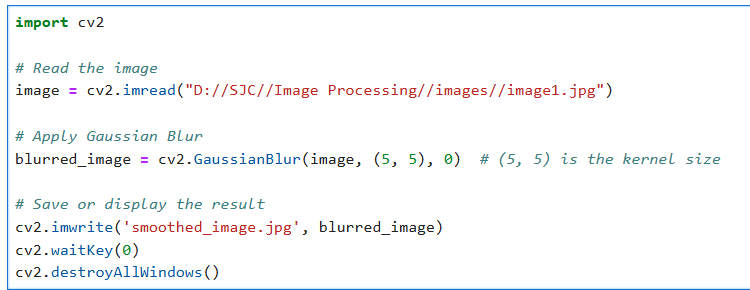 import cv2
# Read the image
image = cv2.imread("D://SJC//Image Processing//images//image1.jpg")
# Apply Gaussian Blur
blurred_image = cv2.GaussianBlur(image, (5, 5), 0)  # (5, 5) is the kernel size
# Save or display the result
cv2.imwrite('smoothed_image.jpg', blurred_image)
cv2.waitKey(0)
cv2.destroyAllWindows()